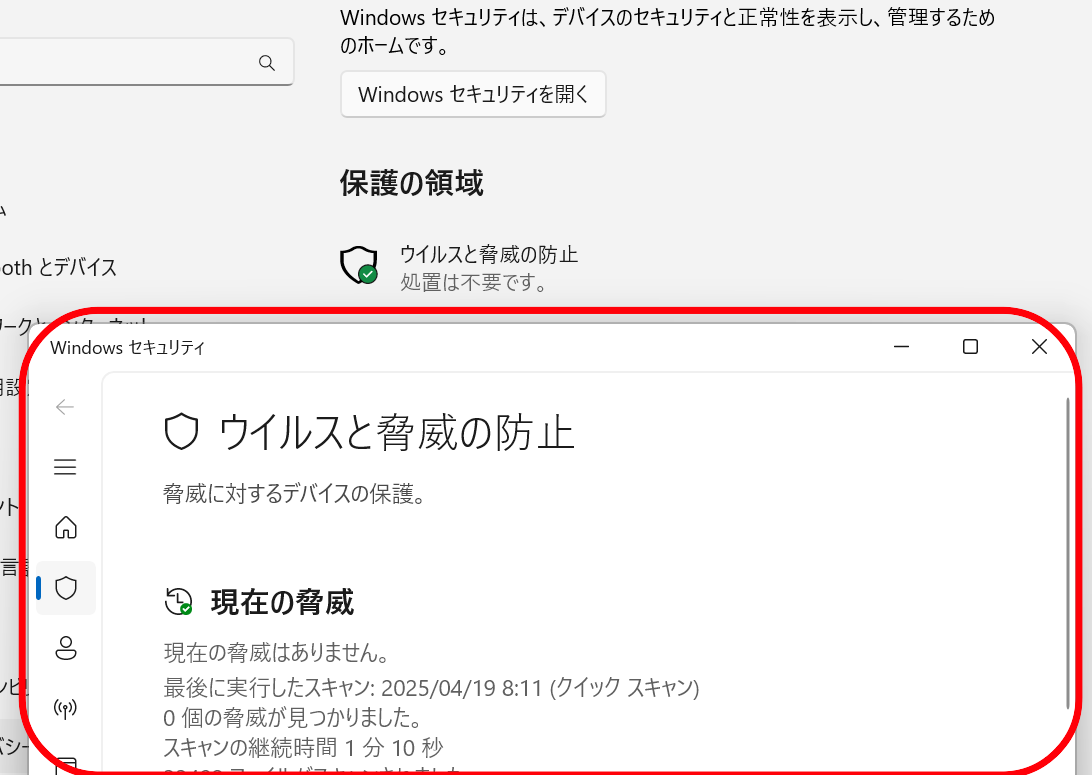 Windows セキュリティは、デバイスのセキュリティと正常性を表示し、管理するため
のホームです。
Windows セキュリティを開く
保護の領域
ooth とデバイス
ウイルスと脅威の防止
処置は不要です。
Windows セキュリティ
ウイルスと脅威の防止
脅威に対するデバイスの保護。
現在の脅威
現在の脅威はありません。
最後に実行したスキャン: 2025/04/19 8:11 (クイック スキャン)
0 個の脅威が見つかりました。
スキャンの継続時間 1 分 10 秒